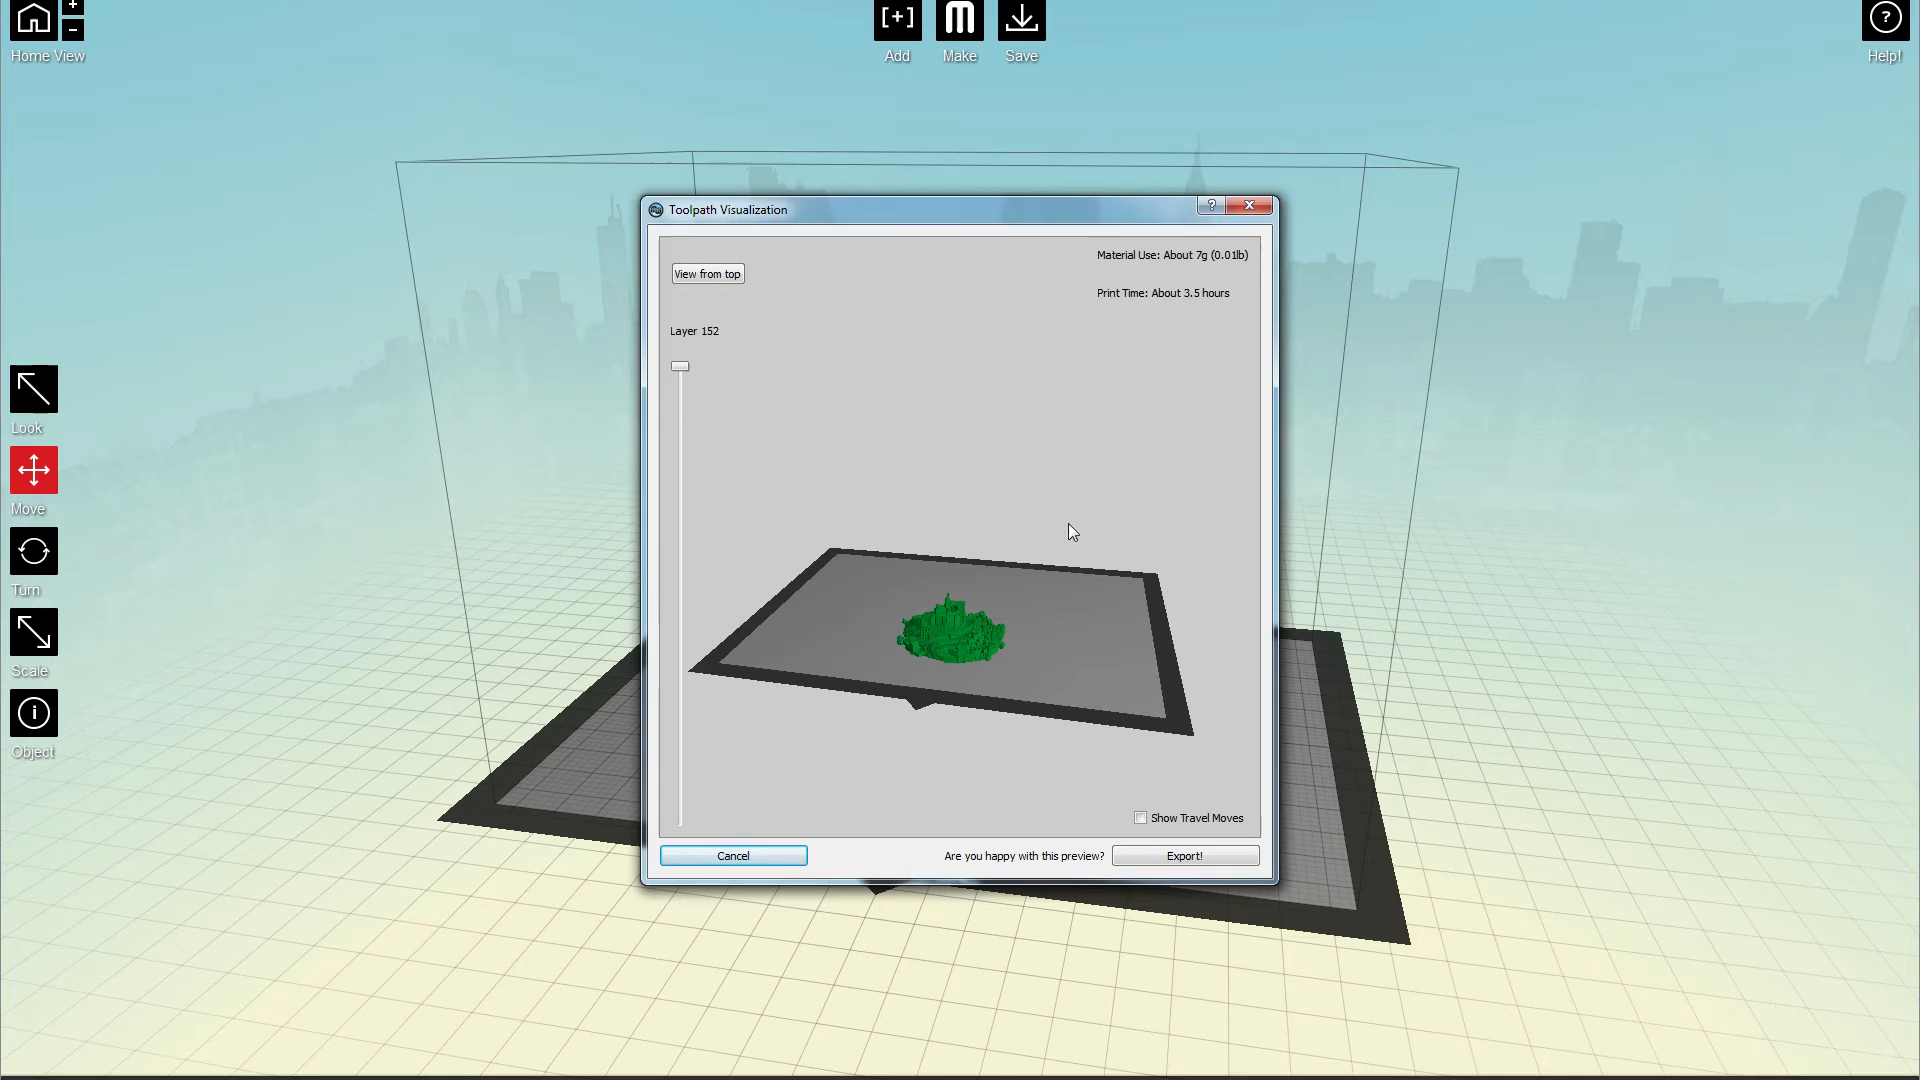 Home View
+
-
[+]
Add
M
Make
Save
?
Help!
Toolpath Visualization
?
View from top
Material Use: About 7g (0.01lb)
Print Time: About 3.5 hours
Layer 152
Look
Move
Turn
Scale
i
Object
Show Travel Moves
Cancel
Are you happy with this preview?
Export!